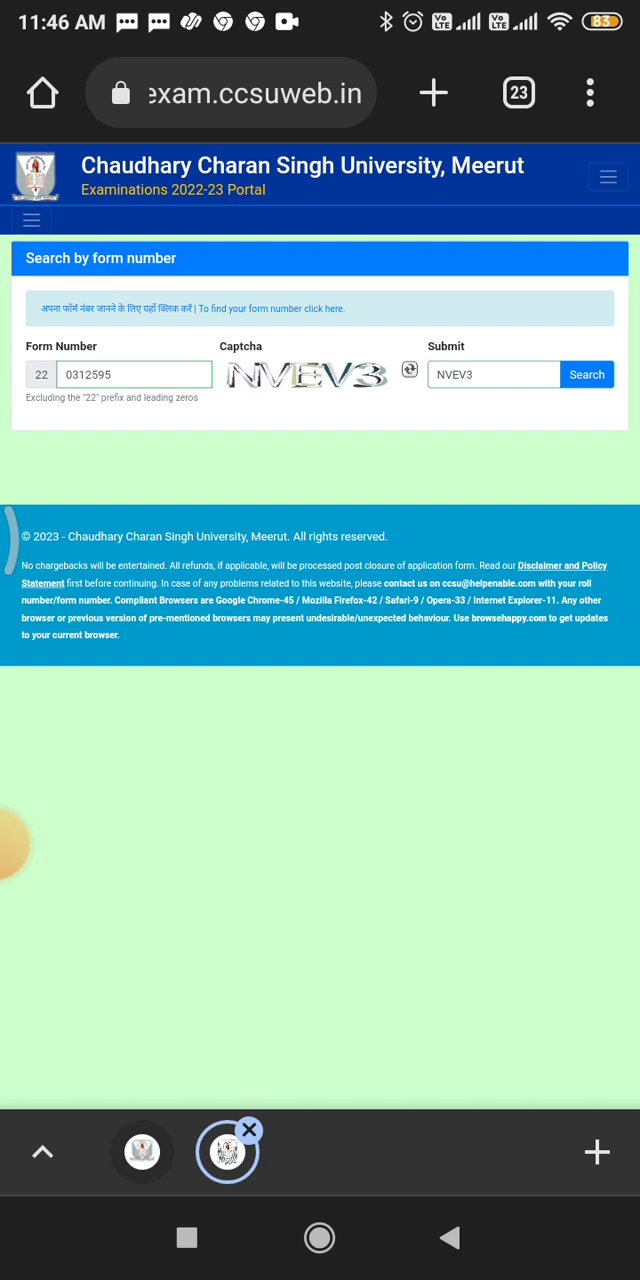 11:46 AM
Vo LTE
Vo LTE
83
exam.ccsuweb.in
23
Chaudhary Charan Singh University, Meerut
Examinations 2022-23 Portal
Search by form number
अपना फॉर्म नंबर जानने के लिए यहाँ क्लिक करें | To find your form number click here.
Form Number
Captcha
Submit
22
0312595
NVEV3
NVEV3
Search
Excluding the "22" prefix and leading zeros
© 2023 - Chaudhary Charan Singh University, Meerut. All rights reserved.
No chargebacks will be entertained. All refunds, if applicable, will be processed post closure of application form. Read our Disclaimer and Policy
Statement first before continuing. In case of any problems related to this website, please contact us on ccsu@helpenable.com with your roll
number/form number. Compliant Browsers are Google Chrome-45 / Mozilla Firefox-42 / Safari-9 / Opera-33 / Internet Explorer-11. Any other
browser or previous version of pre-mentioned browsers may present undesirable/unexpected behaviour. Use browsehappy.com to get updates
to your current browser.